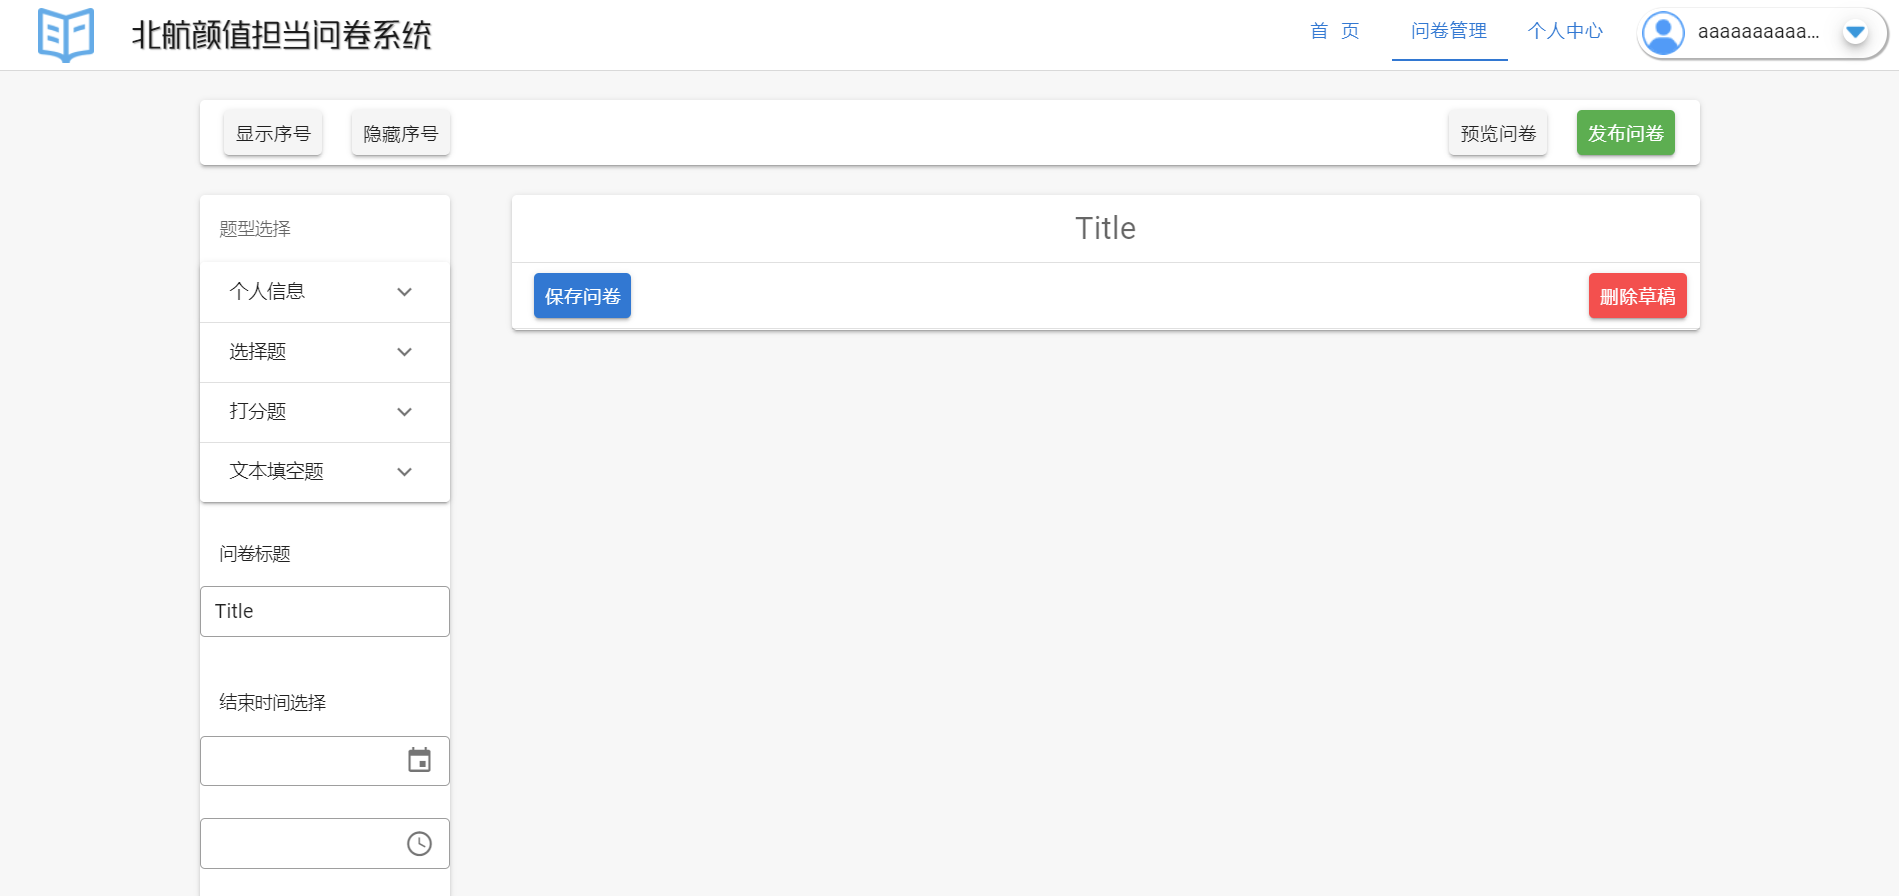 北航颜值担当问卷系统
首 页
问卷管理
个人中心
aaaaaaaaaa...
显示序号
隐藏序号
预览问卷
发布问卷
题型选择
个人信息
选择题
打分题
文本填空题
问卷标题
Title
结束时间选择
Title
保存问卷
删除草稿